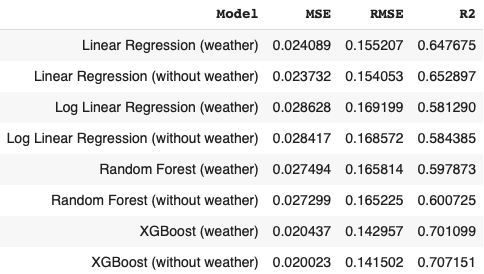 Model MSE RMSE R2
Linear Regression (weather) 0.024089 0.155207 0.647675
Linear Regression (without weather) 0.023732 0.154053 0.652897
Log Linear Regression (weather) 0.028628 0.169199 0.581290
Log Linear Regression (without weather) 0.028417 0.168572 0.584385
Random Forest (weather) 0.027494 0.165814 0.597873
Random Forest (without weather) 0.027299 0.165225 0.600725
XGBoost (weather) 0.020437 0.142957 0.701099
XGBoost (without weather) 0.020023 0.141502 0.707151